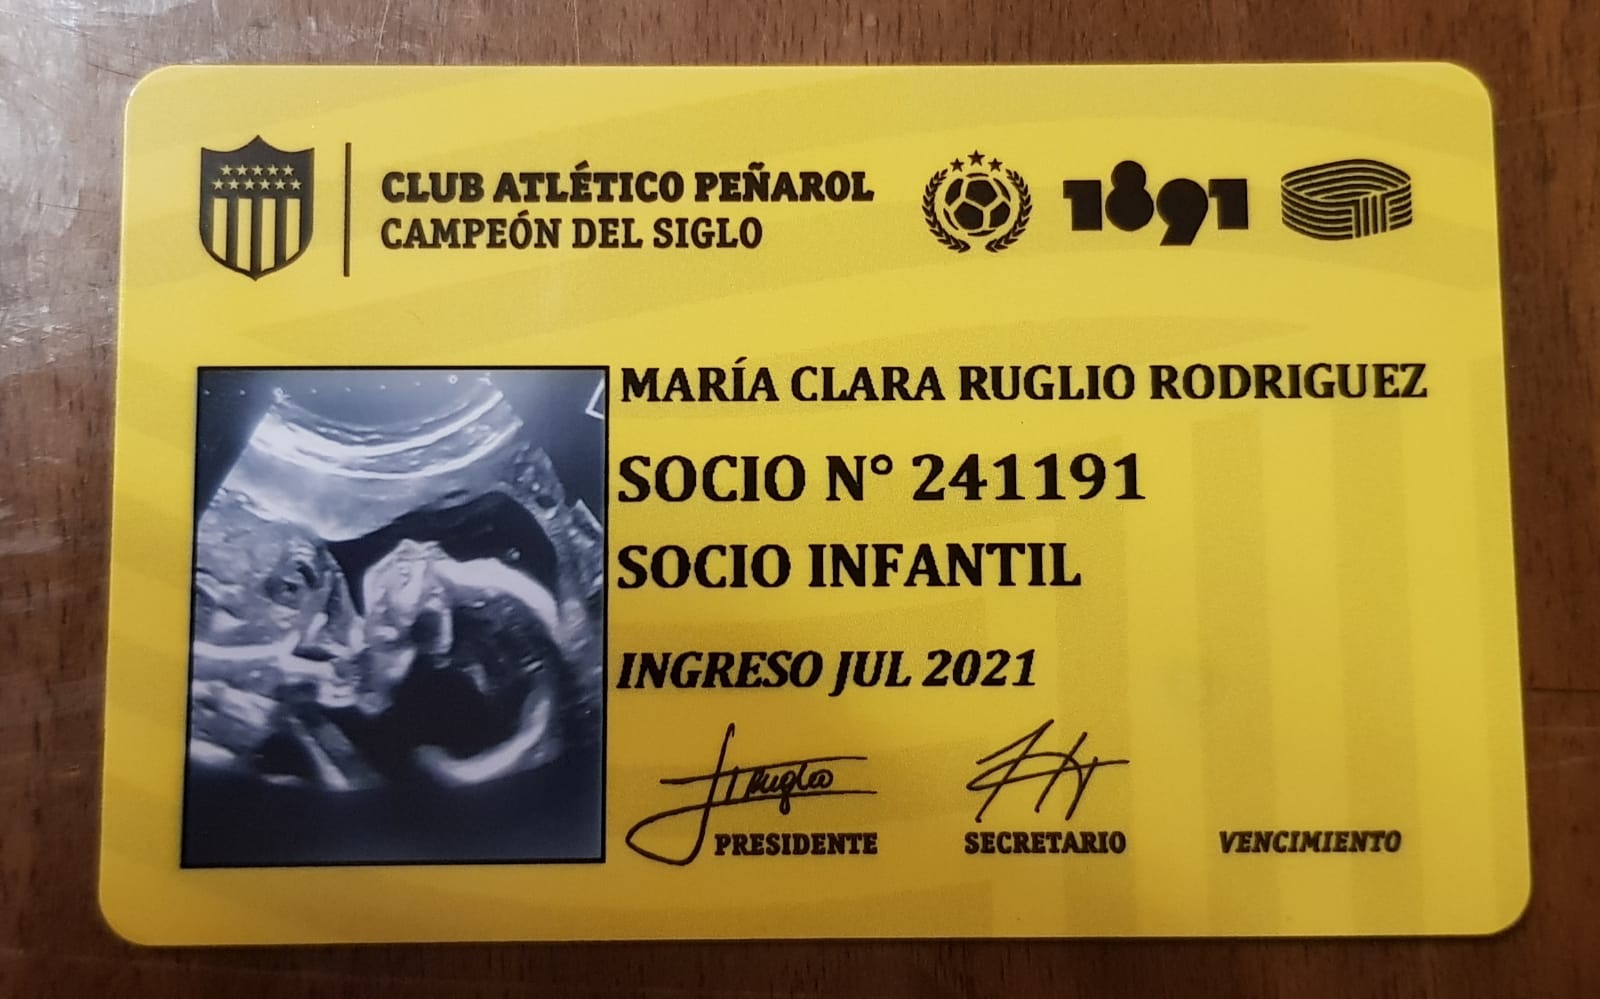 CLUB ATLÉTICO PEÑAROL
CAMPEÓN DEL SIGLO
1891
MARÍA CLARA RUGLIO RODRIGUEZ
SOCIO N° 241191
SOCIO INFANTIL
INGRESO JUL 2021
PRESIDENTE
SECRETARIO
VENCIMIENTO